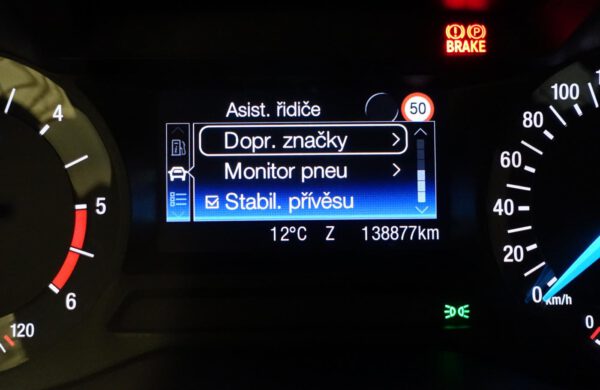 BRAKE
Asist. řidiče
50
Dopr. značky
Monitor pneu
Stabil. přívěsu
12°C Z 138877km
4
5
6
120
100
80
60
40
20
0
km/h
0